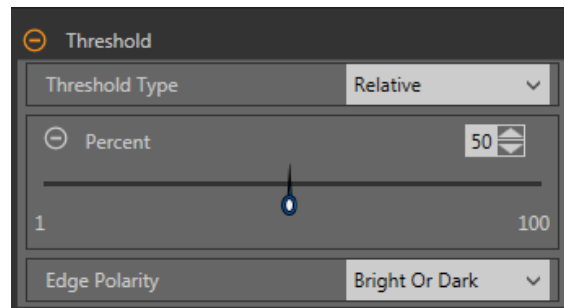 Threshold
Threshold Type Relative
Percent 50
1 100
Edge Polarity Bright Or Dark